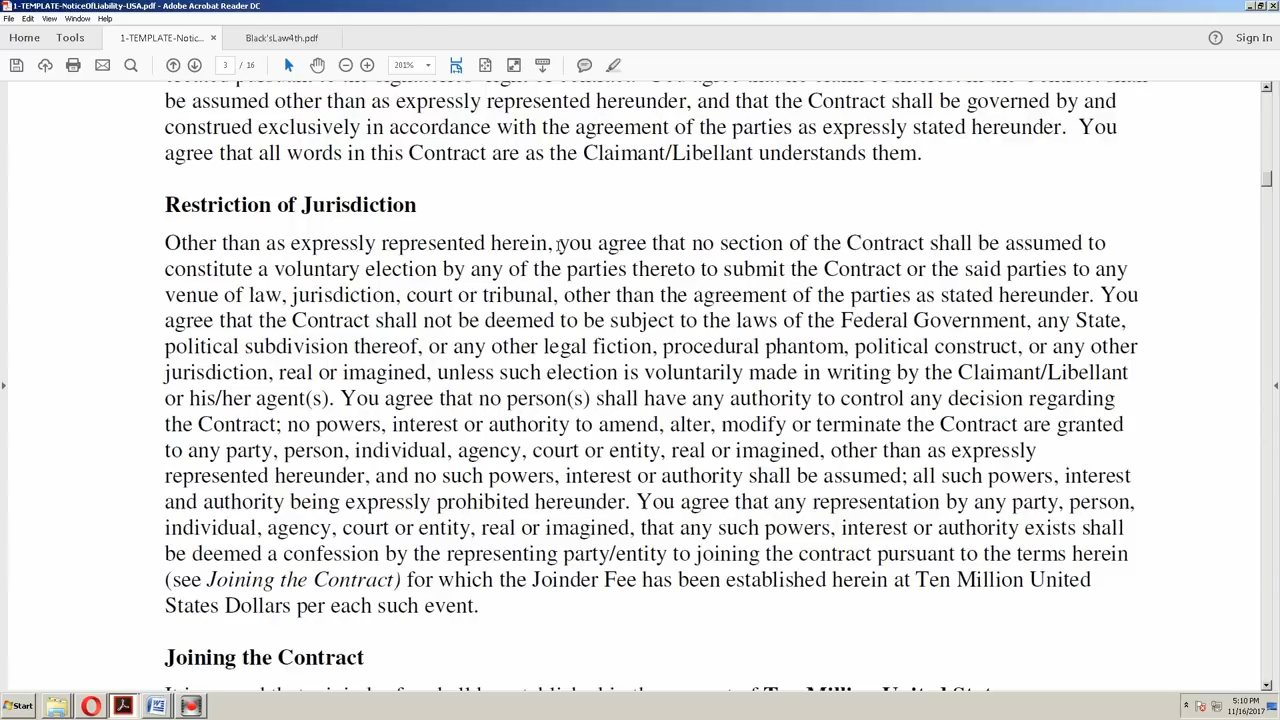 1-TEMPLATE-NoticeOfLiability-USA.pdf - Adobe Acrobat Reader DC
File Edit View Window Help
Home Tools 1-TEMPLATE-Notic... × Black'sLaw4th.pdf Sign In
3 / 16 201%
be assumed other than as expressly represented hereunder, and that the Contract shall be governed by and
construed exclusively in accordance with the agreement of the parties as expressly stated hereunder. You
agree that all words in this Contract are as the Claimant/Libellant understands them.
Restriction of Jurisdiction
Other than as expressly represented herein, you agree that no section of the Contract shall be assumed to
constitute a voluntary election by any of the parties thereto to submit the Contract or the said parties to any
venue of law, jurisdiction, court or tribunal, other than the agreement of the parties as stated hereunder. You
agree that the Contract shall not be deemed to be subject to the laws of the Federal Government, any State,
political subdivision thereof, or any other legal fiction, procedural phantom, political construct, or any other
jurisdiction, real or imagined, unless such election is voluntarily made in writing by the Claimant/Libellant
or his/her agent(s). You agree that no person(s) shall have any authority to control any decision regarding
the Contract; no powers, interest or authority to amend, alter, modify or terminate the Contract are granted
to any party, person, individual, agency, court or entity, real or imagined, other than as expressly
represented hereunder, and no such powers, interest or authority shall be assumed; all such powers, interest
and authority being expressly prohibited hereunder. You agree that any representation by any party, person,
individual, agency, court or entity, real or imagined, that any such powers, interest or authority exists shall
be deemed a confession by the representing party/entity to joining the contract pursuant to the terms herein
(see Joining the Contract) for which the Joinder Fee has been established herein at Ten Million United
States Dollars per each such event.
Joining the Contract
Start
5:10 PM
11/16/2017